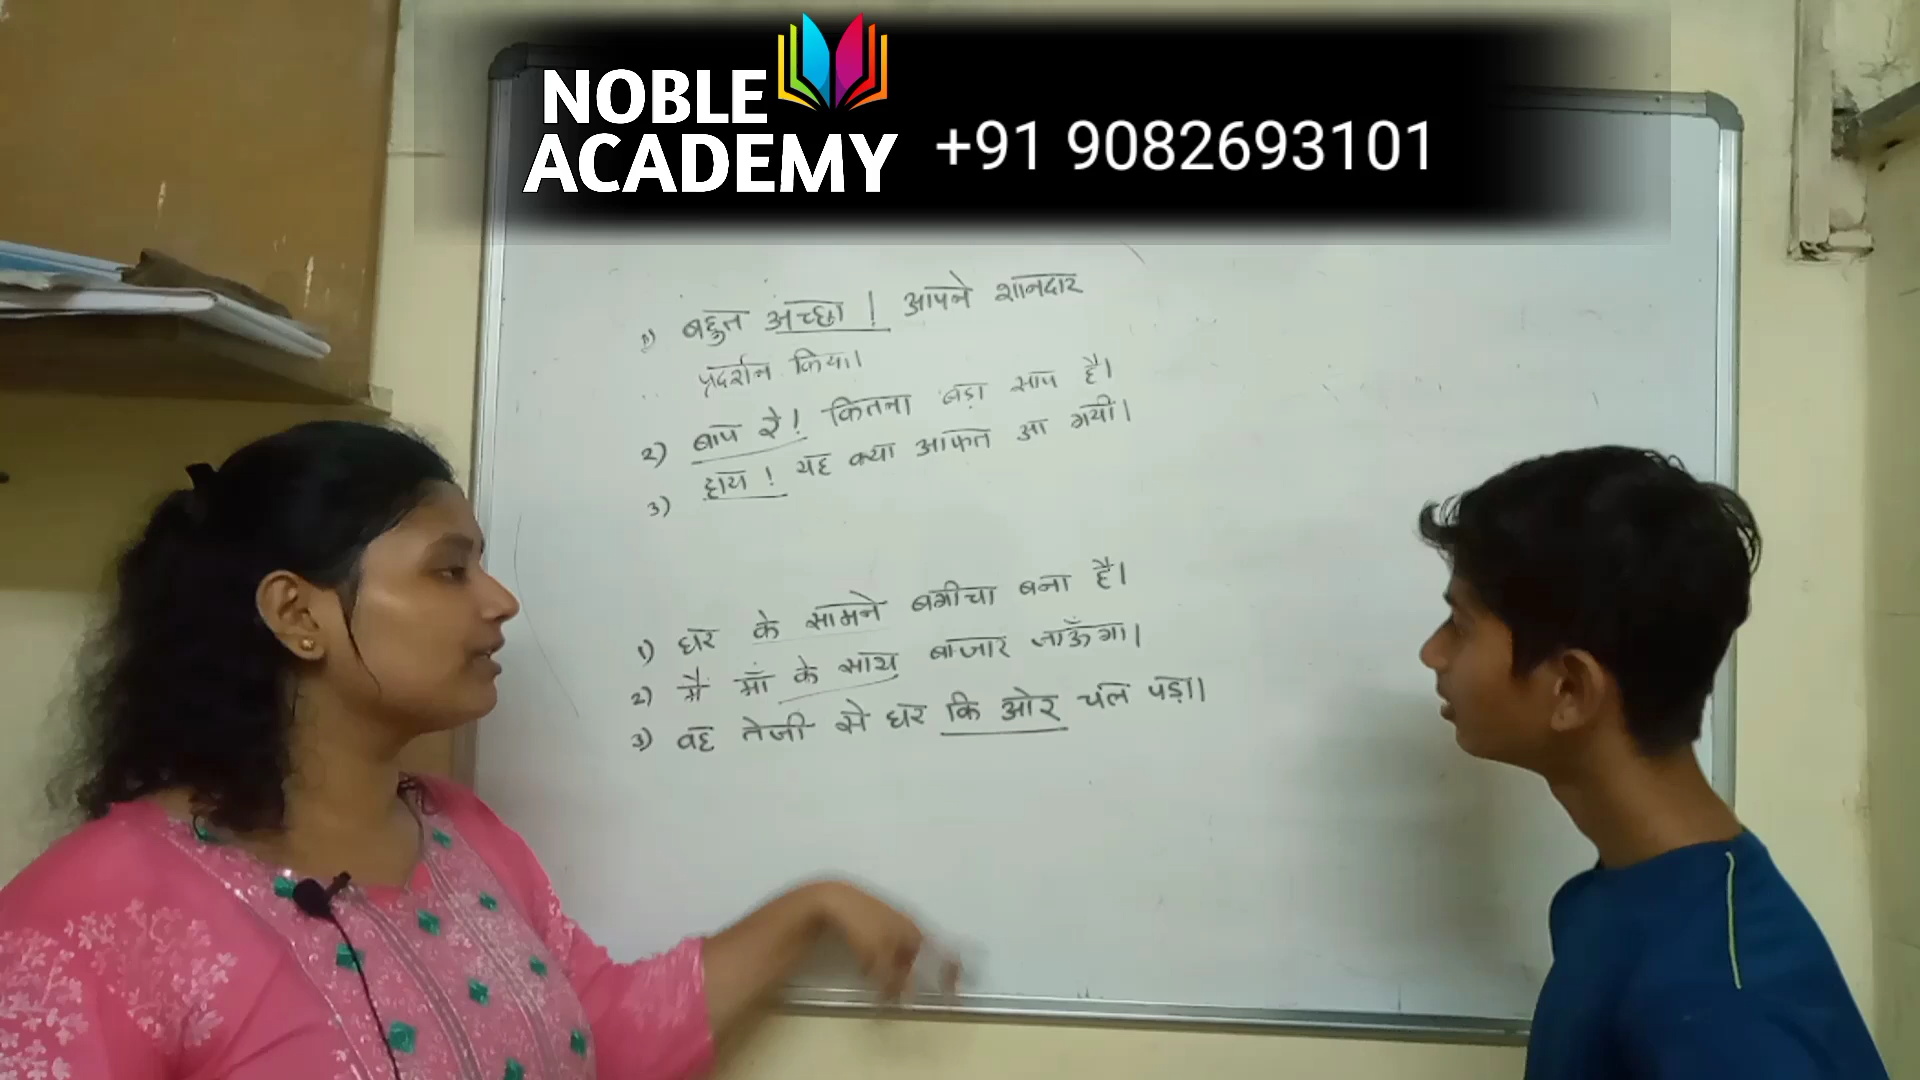 NOBLE
ACADEMY
+91 9082693101
1) बहुत अच्छा ! आपने शानदार
प्रदर्शन किया।
2) बाप रे ! कितना बड़ा साप है।
3) हाय ! यह क्या आफत आ गयी।
1) घर के सामने बगीचा बना है।
2) मैं माँ के साथ बाजार जाऊँगा।
3) वह तेजी से घर कि ओर चल पड़ा।